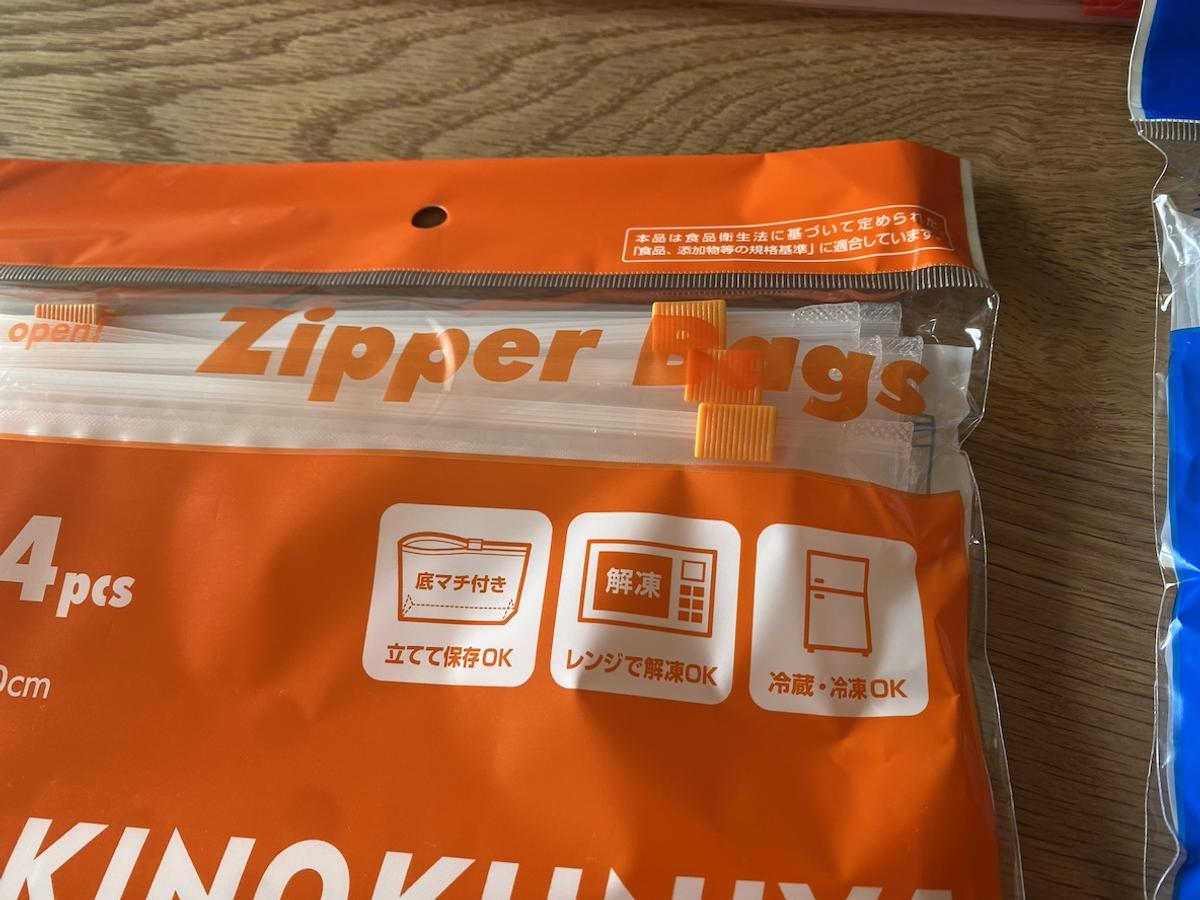 本品は食品衛生法に基づいて定められた
「食品、添加物等の規格基準」に適合しています。
open!
Zipper Bags
4pcs
底マチ付き
立てて保存OK
解凍
レンジで解凍OK
冷蔵・冷凍OK
0cm
KINOKUNIYA